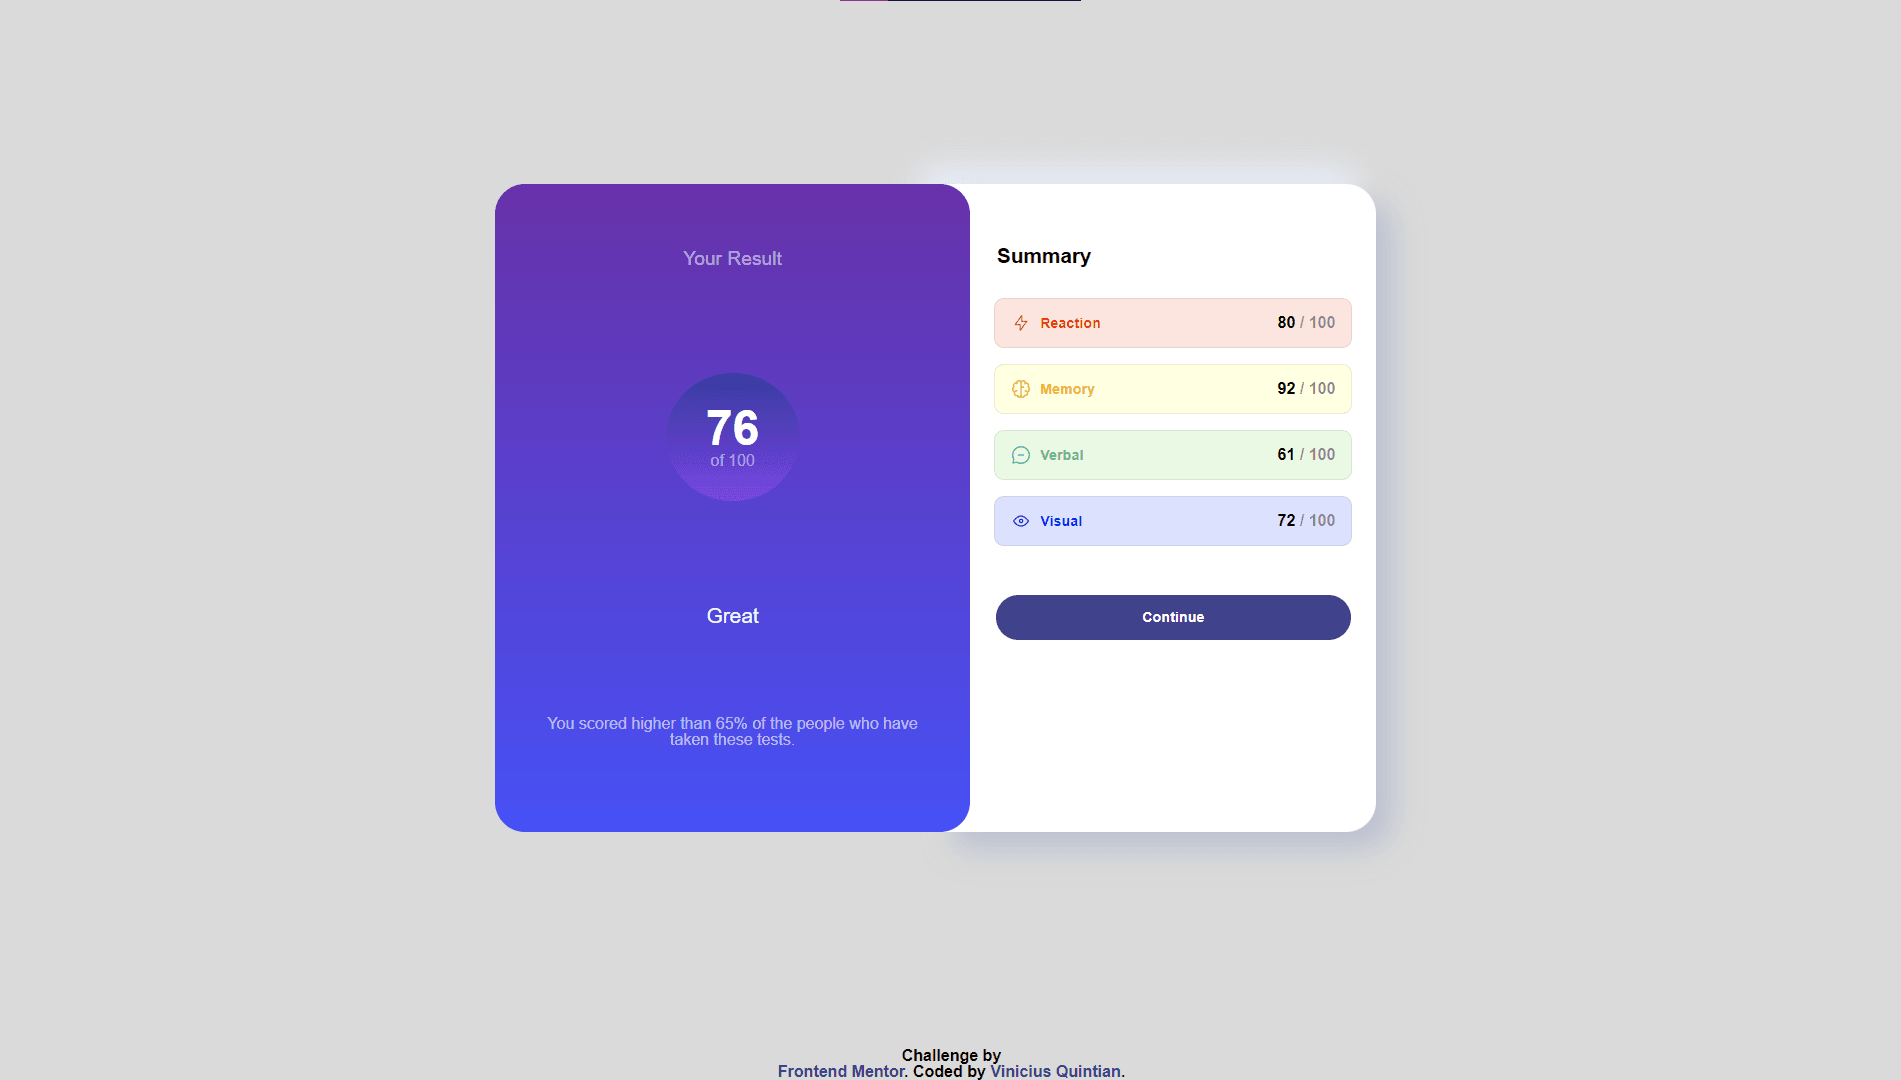 Your Result
76
of 100
Great
You scored higher than 65% of the people who have
taken these tests.
Summary
Reaction 80 / 100
Memory 92 / 100
Verbal 61 / 100
Visual 72 / 100
Continue
Challenge by
Frontend Mentor. Coded by Vinicius Quintian.